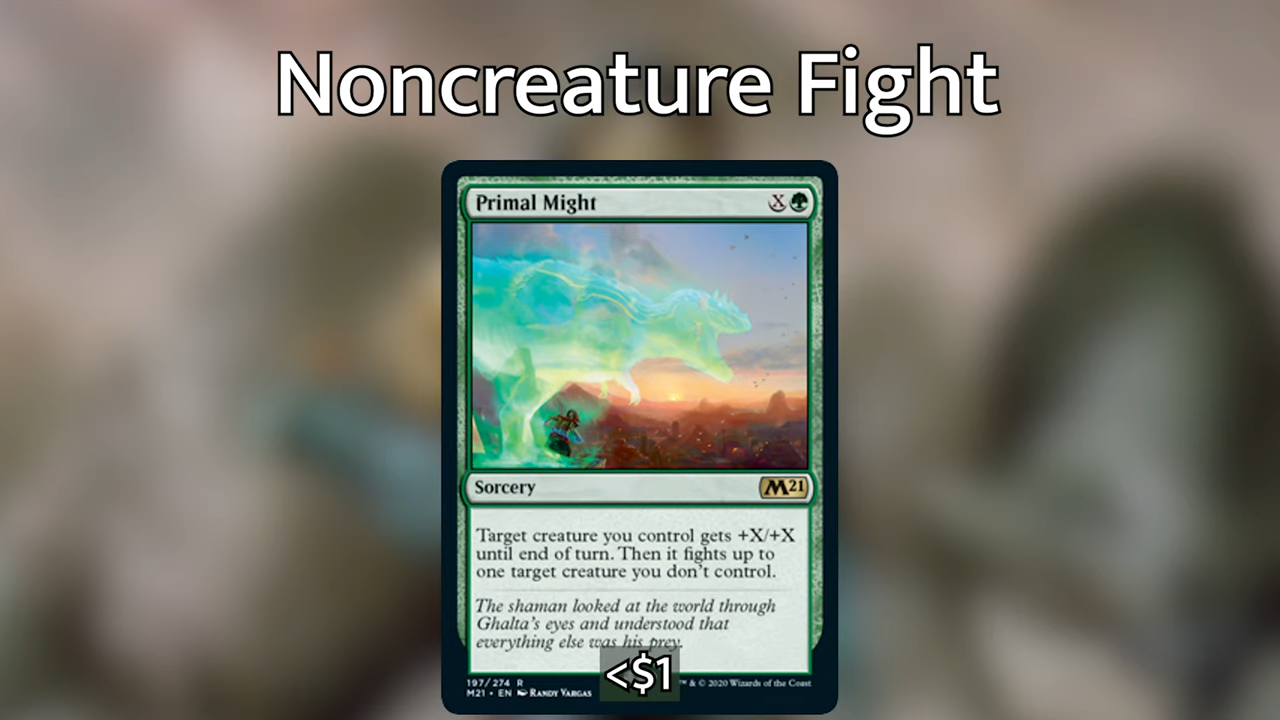 Noncreature Fight
Primal Might X
Sorcery M21
Target creature you control gets +X/+X
until end of turn. Then it fights up to
one target creature you don't control.
The shaman looked at the world through
Ghalta's eyes and understood that
everything else was his prey.
<$1
197/274 R
M21 • EN Randy Vargas ™ & © 2020 Wizards of the Coast